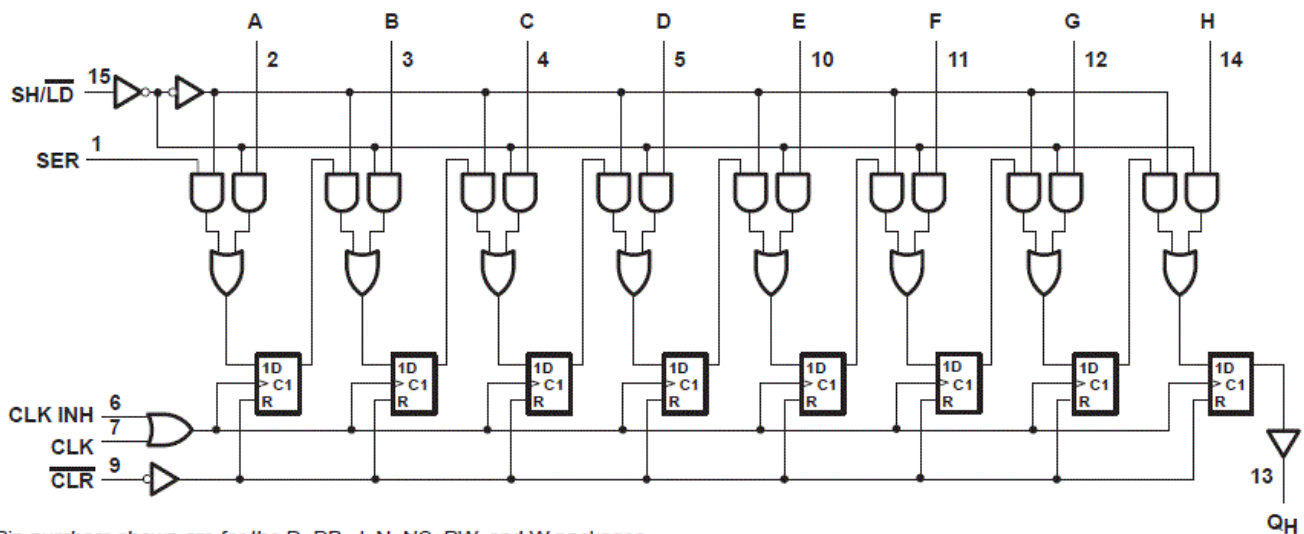 A B C D E F G H
2 3 4 5 10 11 12 14
SH/LD 15
SER 1
1D 1D 1D 1D 1D 1D 1D 1D
C1 C1 C1 C1 C1 C1 C1 C1
R R R R R R R R
CLK INH 6
CLK 7
CLR 9
13
QH